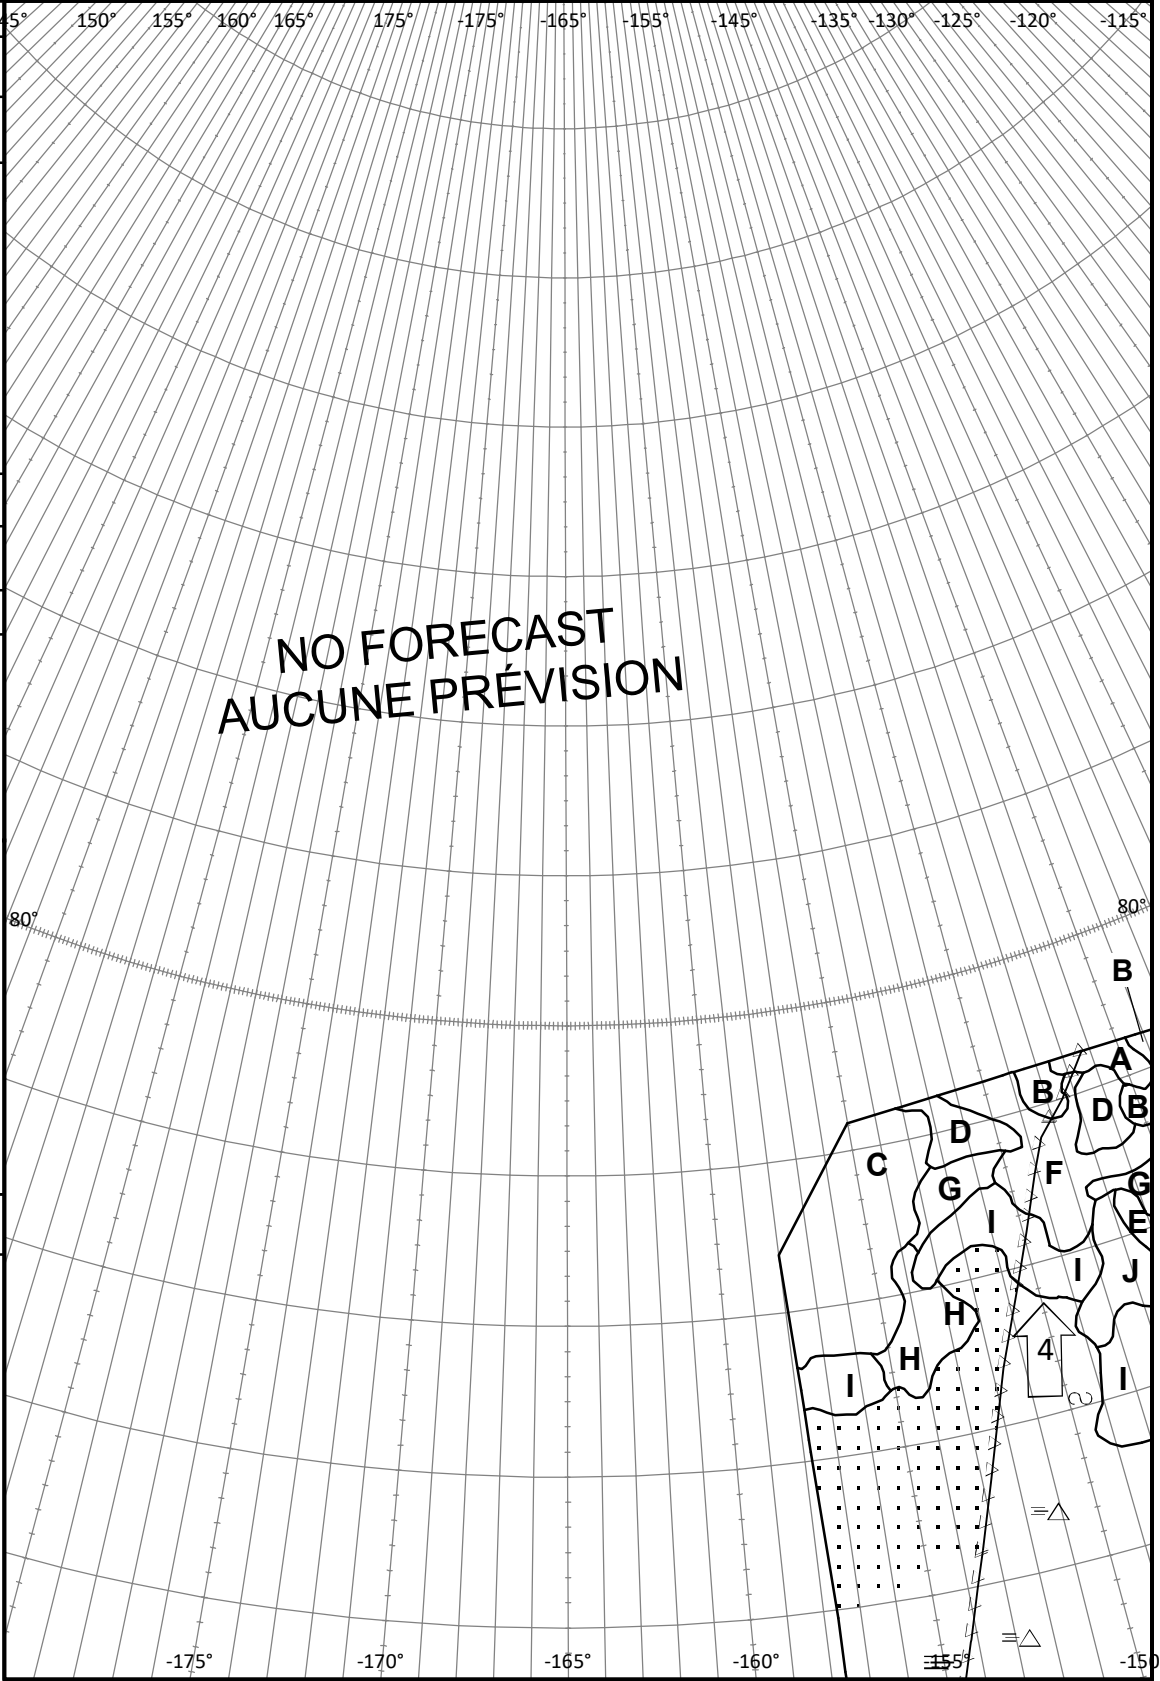 45° 150° 155° 160° 165° 175° -175° -165° -155° -145° -135° -130° -125° -120° -115°
NO FORECAST
AUCUNE PRÉVISION
80° 80°
B
A
B D B
D
C F
G G
I E
I J
H
4
H
I I
-175° -170° -165° -160° -155° -150